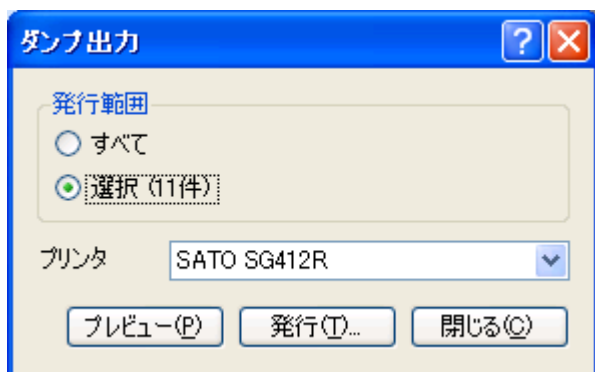 ダンプ出力
発行範囲
すべて
選択 (11件)
プリンタ SATO SG412R
プレビュー(P) 発行(T)... 閉じる(C)